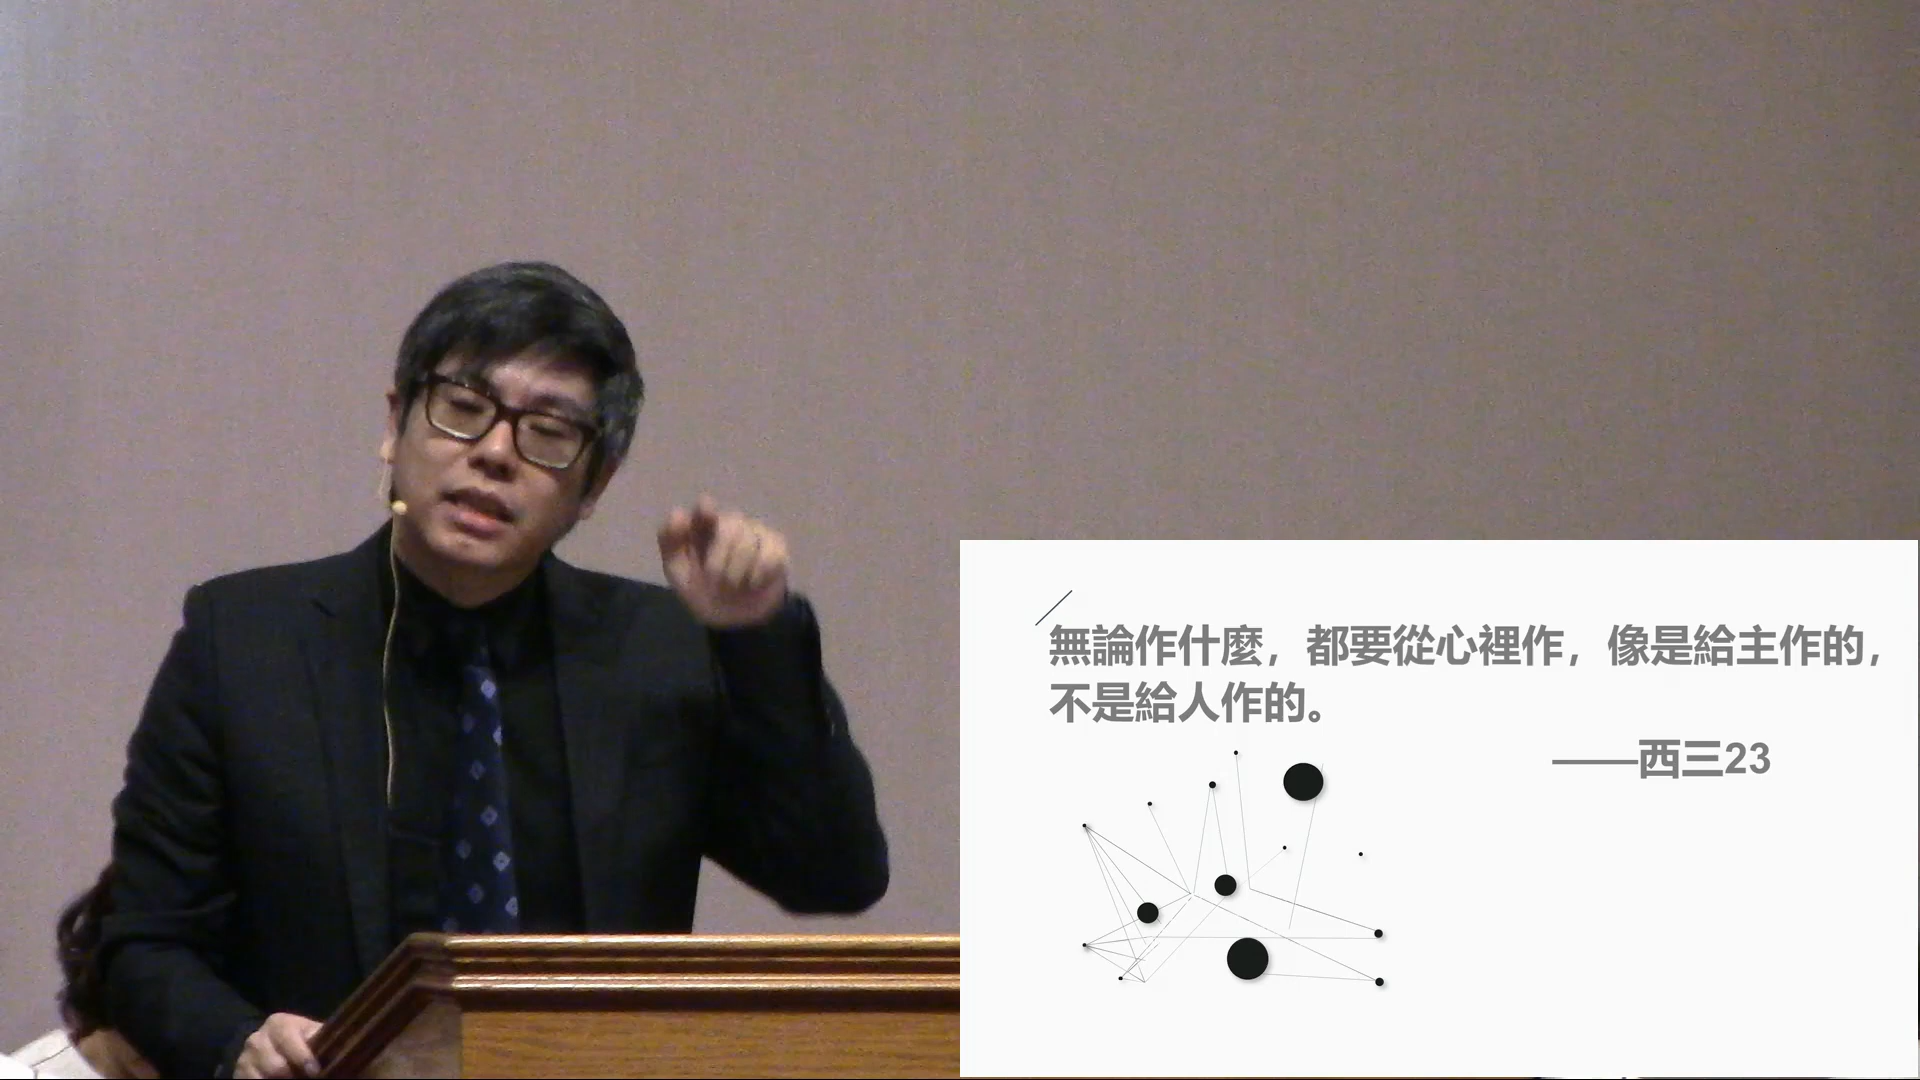 無論作什麼，都要從心裡作，像是給主作的，
不是給人作的。
——西三23